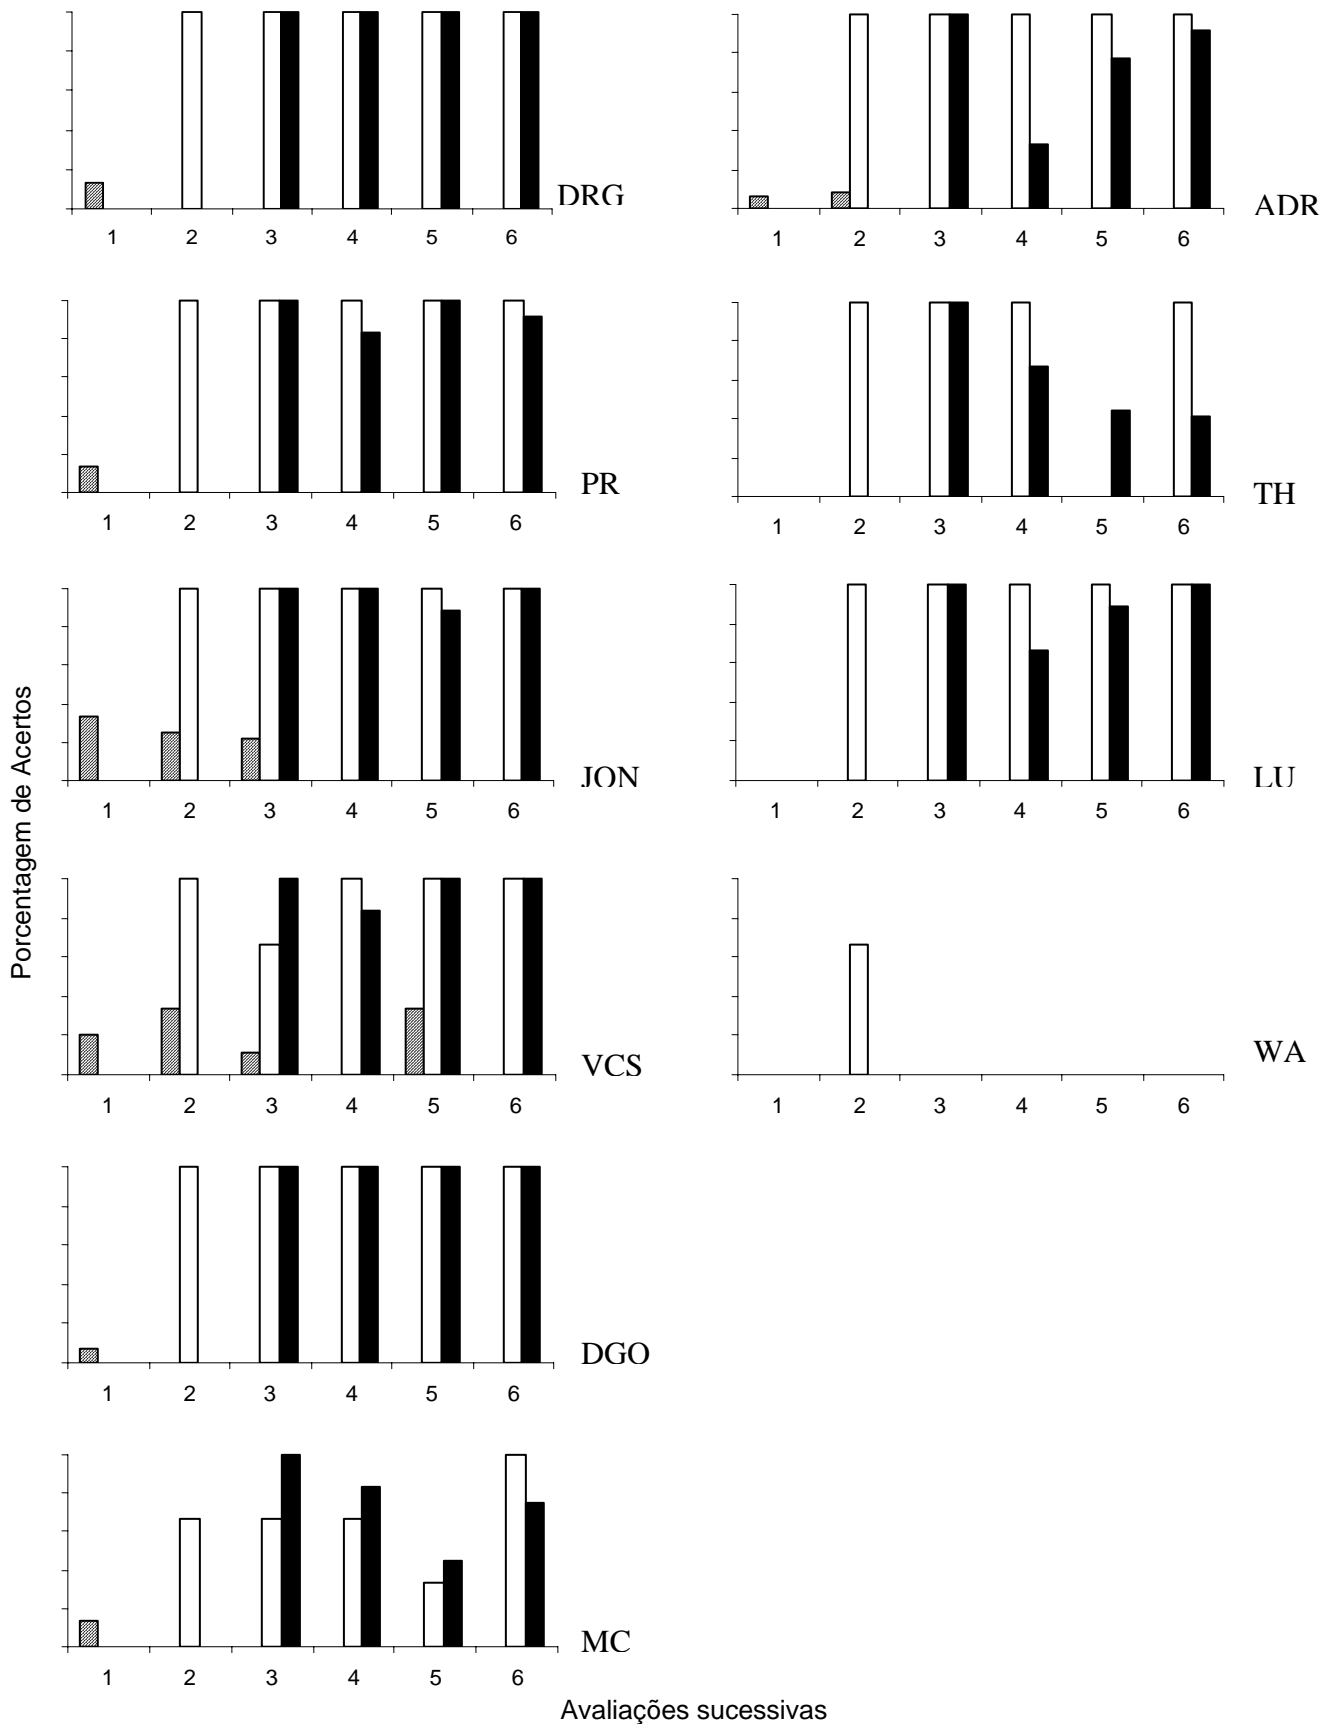 DRG
1 2 3 4 5 6
ADR
1 2 3 4 5 6
PR
1 2 3 4 5 6
TH
1 2 3 4 5 6
JON
1 2 3 4 5 6
LU
1 2 3 4 5 6
Porcentagem de Acertos
VCS
1 2 3 4 5 6
WA
1 2 3 4 5 6
DGO
1 2 3 4 5 6
MC
1 2 3 4 5 6
Avaliações sucessivas